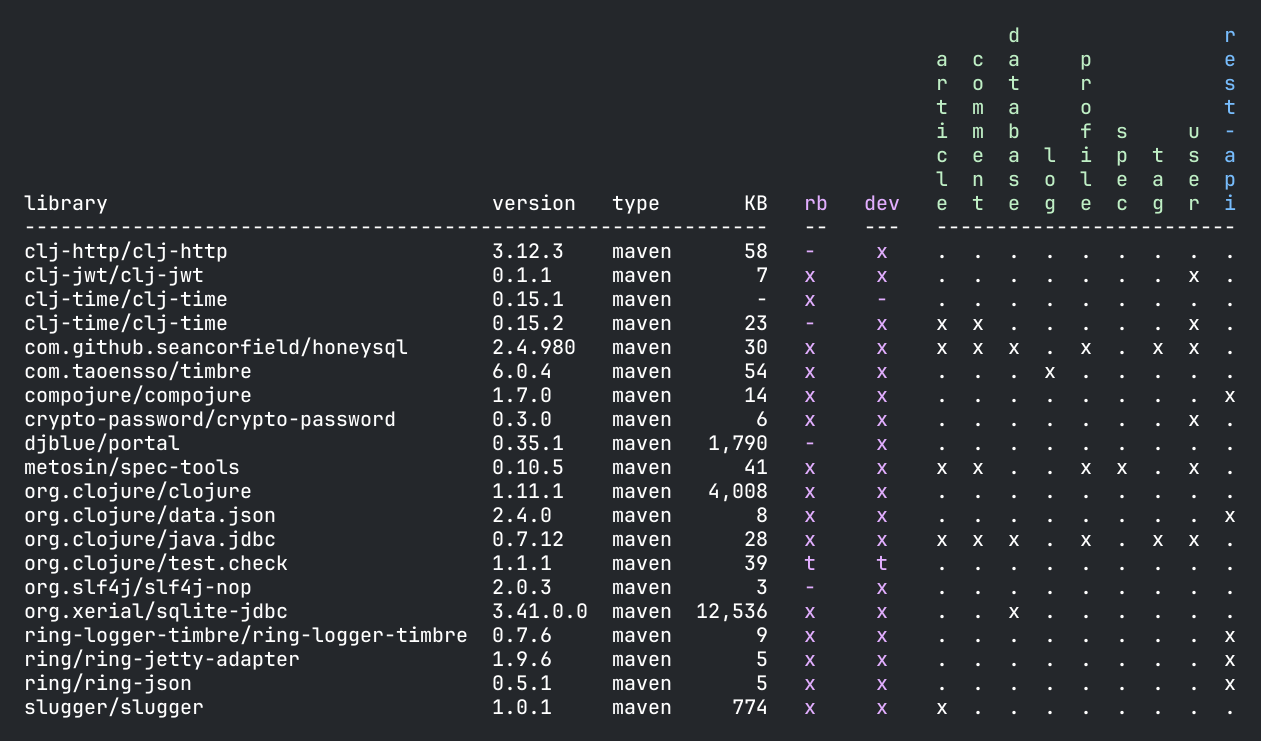 article
comment
database
log
profile
spec
tag
user
rest-api
library version type KB rb dev
---------------------------------------------------------------  --  ---  -------------------------
clj-http/clj-http 3.12.3 maven 58 - x . . . . . . . . .
clj-jwt/clj-jwt 0.1.1 maven 7 x x . . . . . . . x .
clj-time/clj-time 0.15.1 maven - x - . . . . . . . . .
clj-time/clj-time 0.15.2 maven 23 - x x x . . . . . x .
com.github.seancorfield/honeysql 2.4.980 maven 30 x x x x x . x . x x .
com.taoensso/timbre 6.0.4 maven 54 x x . . . x . . . . .
compojure/compojure 1.7.0 maven 14 x x . . . . . . . . x
crypto-password/crypto-password 0.3.0 maven 6 x x . . . . . . . x .
djblue/portal 0.35.1 maven 1,790 - x . . . . . . . . .
metosin/spec-tools 0.10.5 maven 41 x x x x . . x x . x .
org.clojure/clojure 1.11.1 maven 4,008 x x . . . . . . . . .
org.clojure/data.json 2.4.0 maven 8 x x . . . . . . . . x
org.clojure/java.jdbc 0.7.12 maven 28 x x x x x . x . x x .
org.clojure/test.check 1.1.1 maven 39 t t . . . . . . . . .
org.slf4j/slf4j-nop 2.0.3 maven 3 - x . . . . . . . . .
org.xerial/sqlite-jdbc 3.41.0.0 maven 12,536 x x . . x . . . . . .
ring-logger-timbre/ring-logger-timbre 0.7.6 maven 9 x x . . . . . . . . x
ring/ring-jetty-adapter 1.9.6 maven 5 x x . . . . . . . . x
ring/ring-json 0.5.1 maven 5 x x . . . . . . . . x
slugger/slugger 1.0.1 maven 774 x x x . . . . . . . .